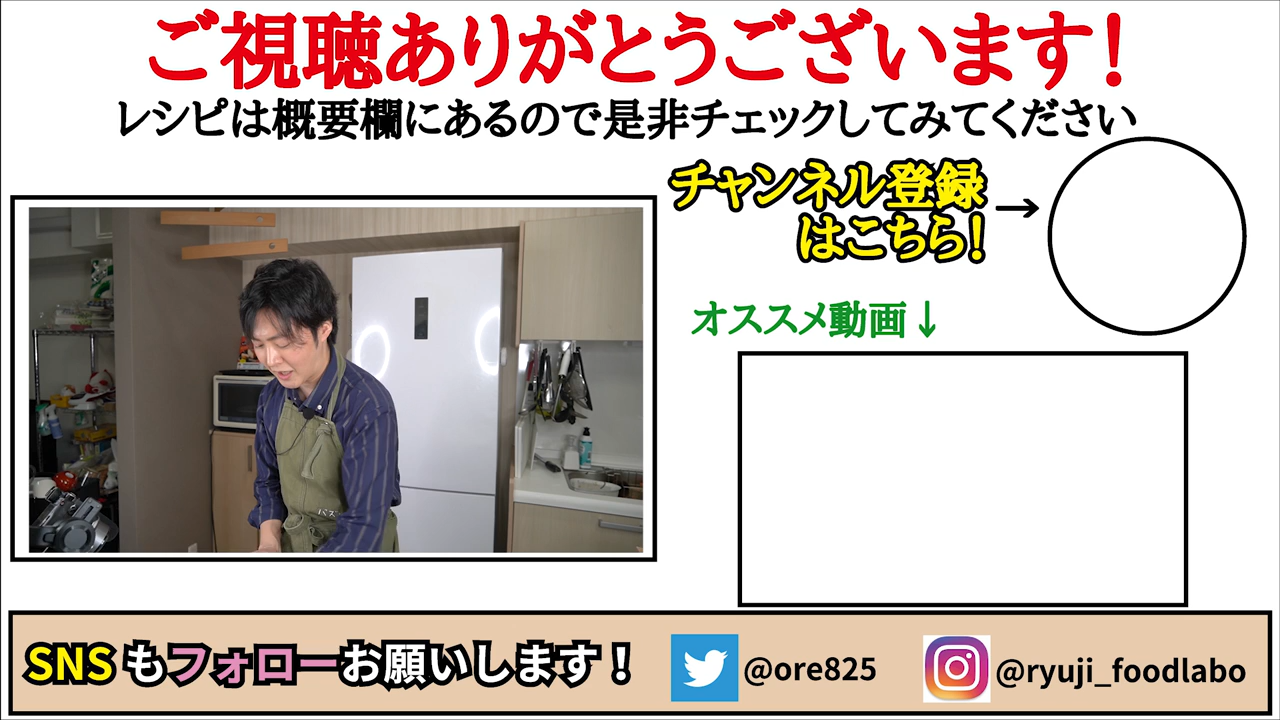 ご視聴ありがとうございます!
レシピは概要欄にあるので是非チェックしてみてください
チャンネル登録
はこちら!
→
オススメ動画↓
SNSもフォローお願いします!
@ore825
@ryuji_foodlabo